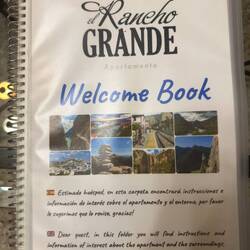 el Rancho
GRANDE
Apartamento
Welcome Book
Estimado huésped, en esta carpeta encontrará instrucciones e
información de interés sobre el apartamento y el entorno, por favor
le sugerimos que lo revise, gracias!
Dear guest, in this folder you will find instructions and
information of interest about the apartment and the surroundings,